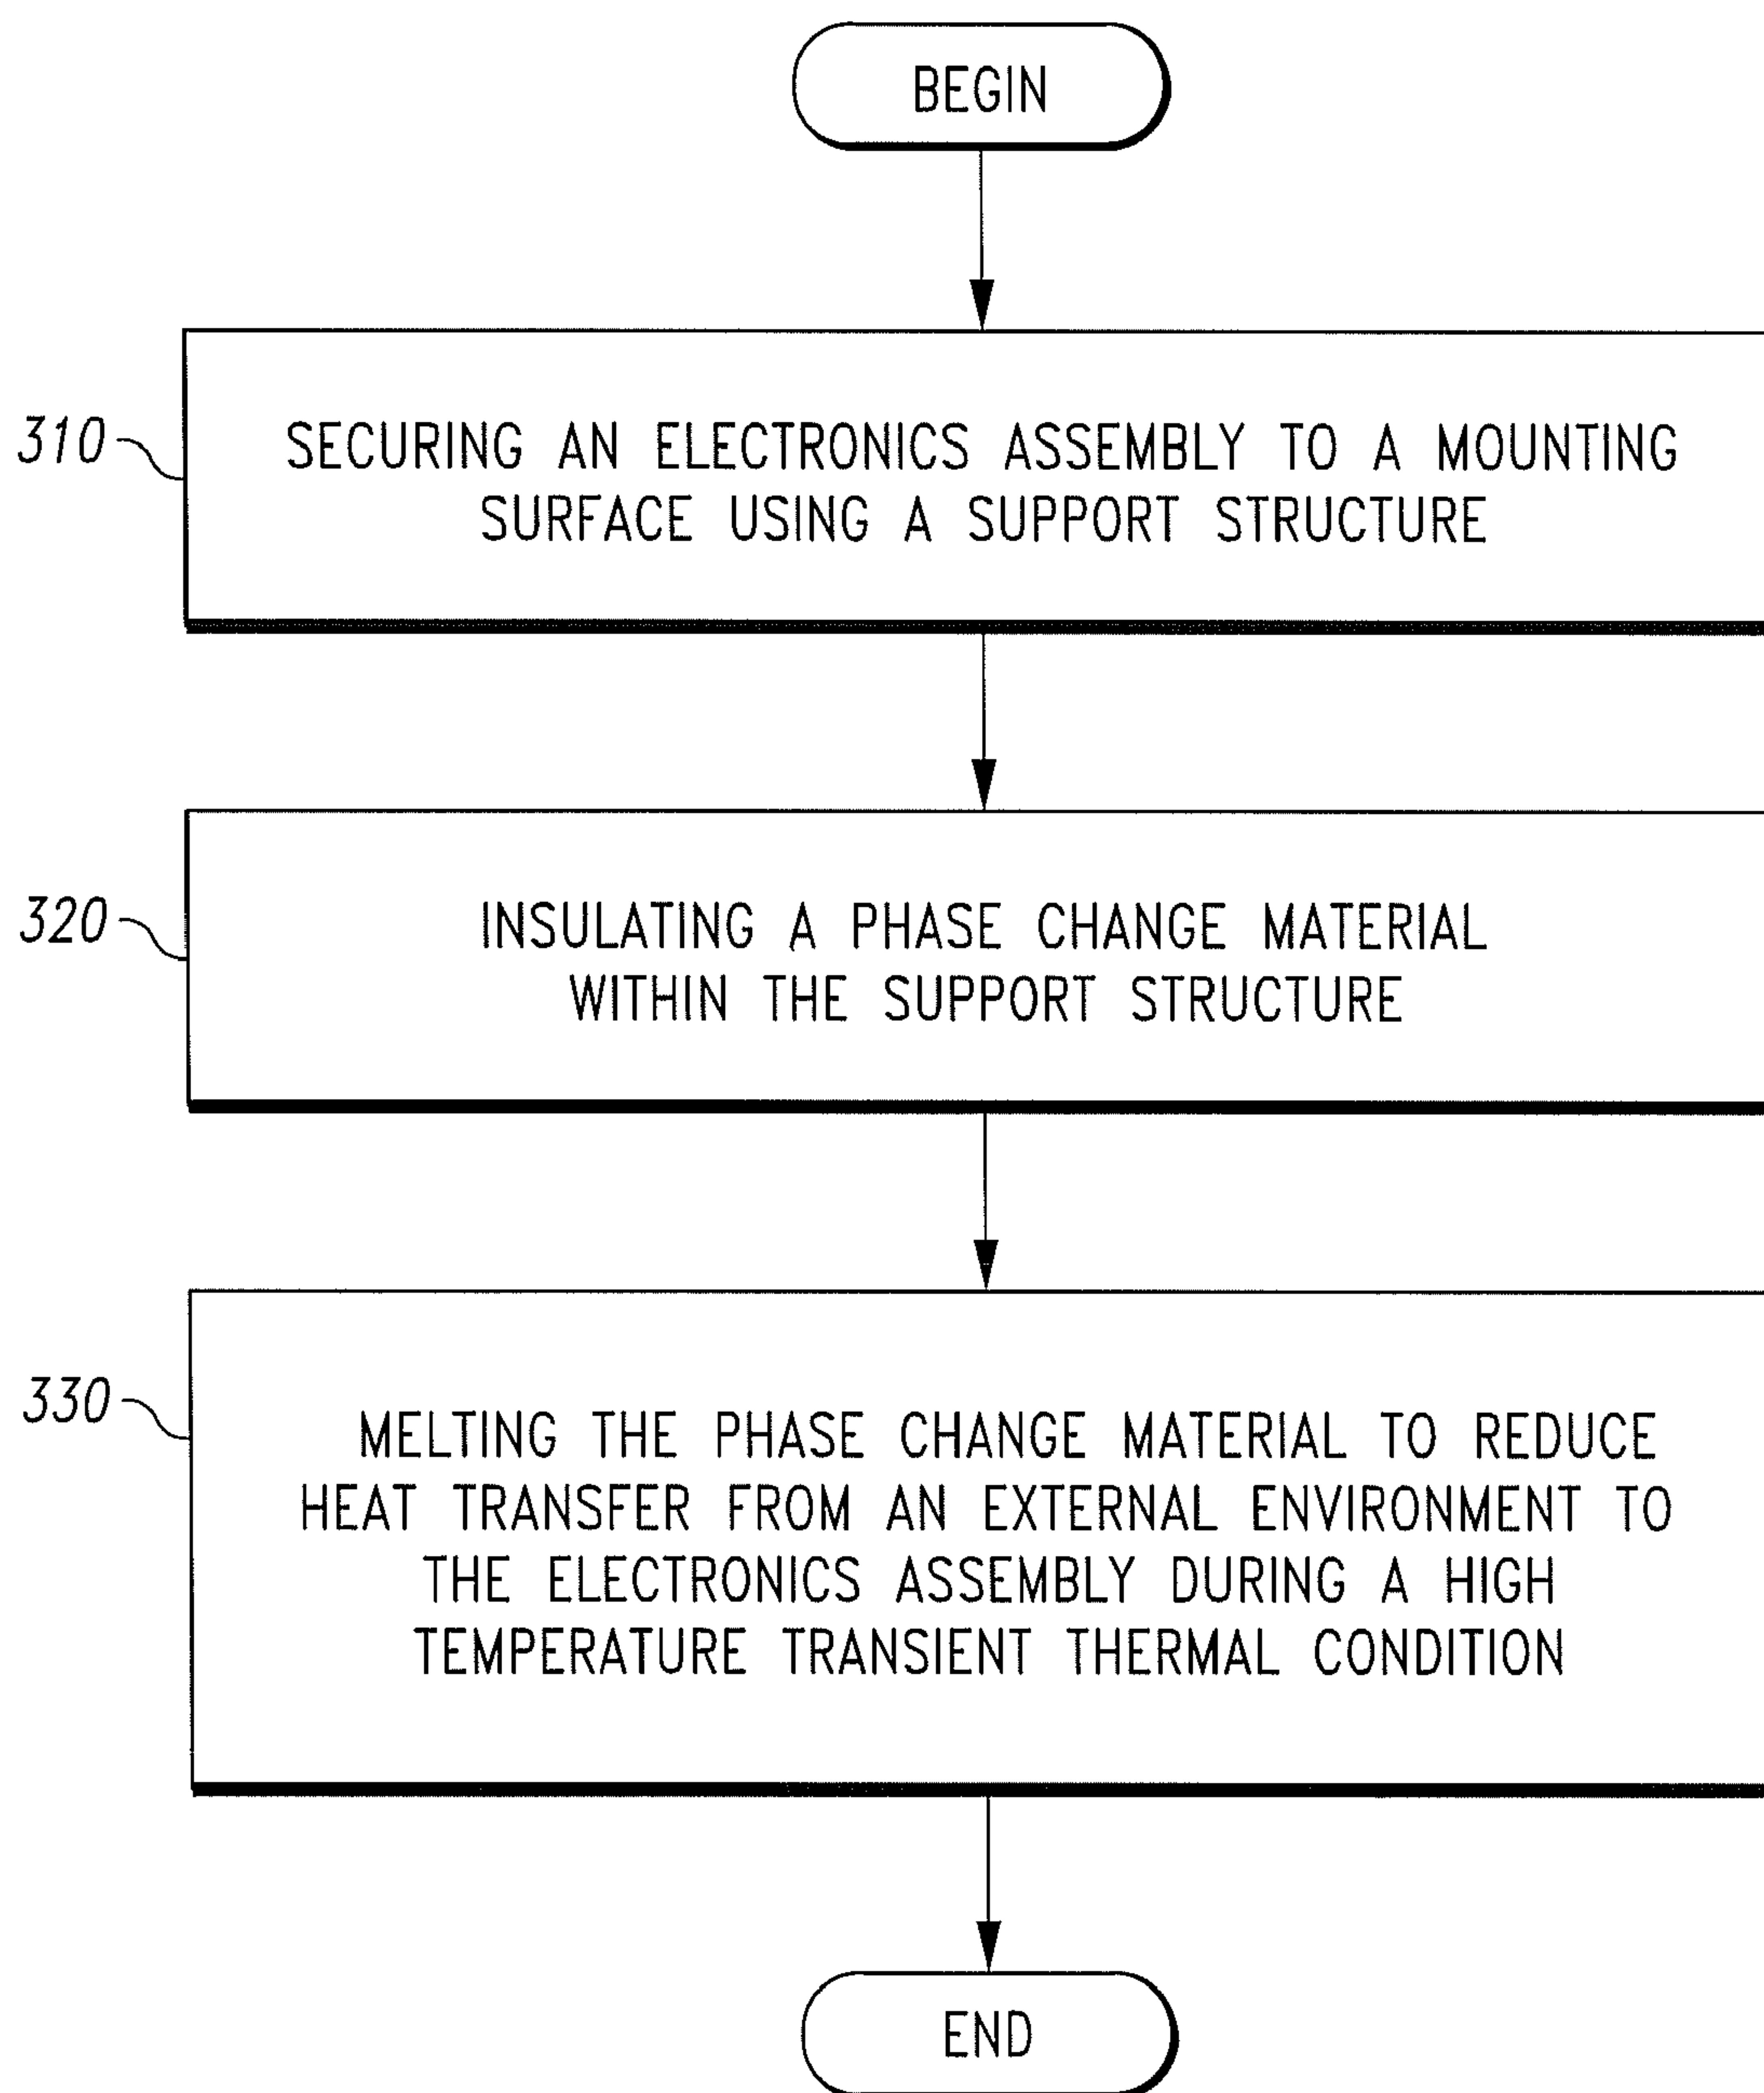 BEGIN
310
SECURING AN ELECTRONICS ASSEMBLY TO A MOUNTING
SURFACE USING A SUPPORT STRUCTURE
320
INSULATING A PHASE CHANGE MATERIAL
WITHIN THE SUPPORT STRUCTURE
330
MELTING THE PHASE CHANGE MATERIAL TO REDUCE
HEAT TRANSFER FROM AN EXTERNAL ENVIRONMENT TO
THE ELECTRONICS ASSEMBLY DURING A HIGH
TEMPERATURE TRANSIENT THERMAL CONDITION
END